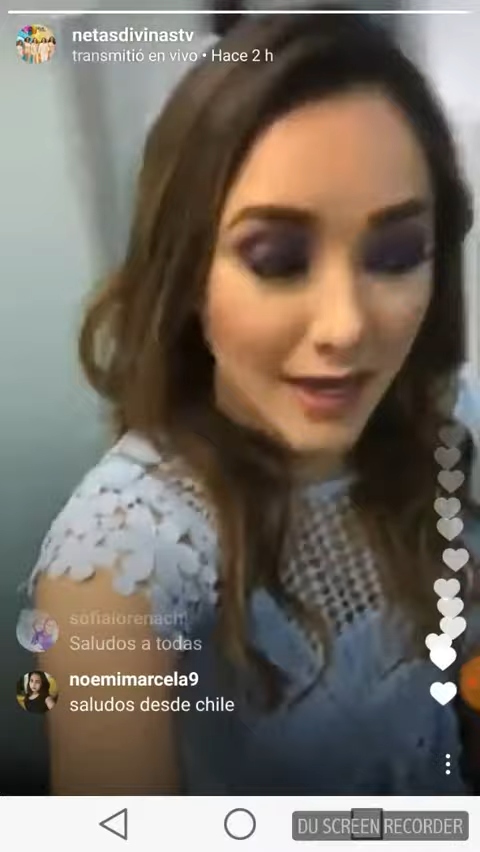 netasdivinastv
transmitió en vivo • Hace 2 h
sofialorenach
Saludos a todas
noemimarcela9
saludos desde chile
DU SCREEN RECORDER